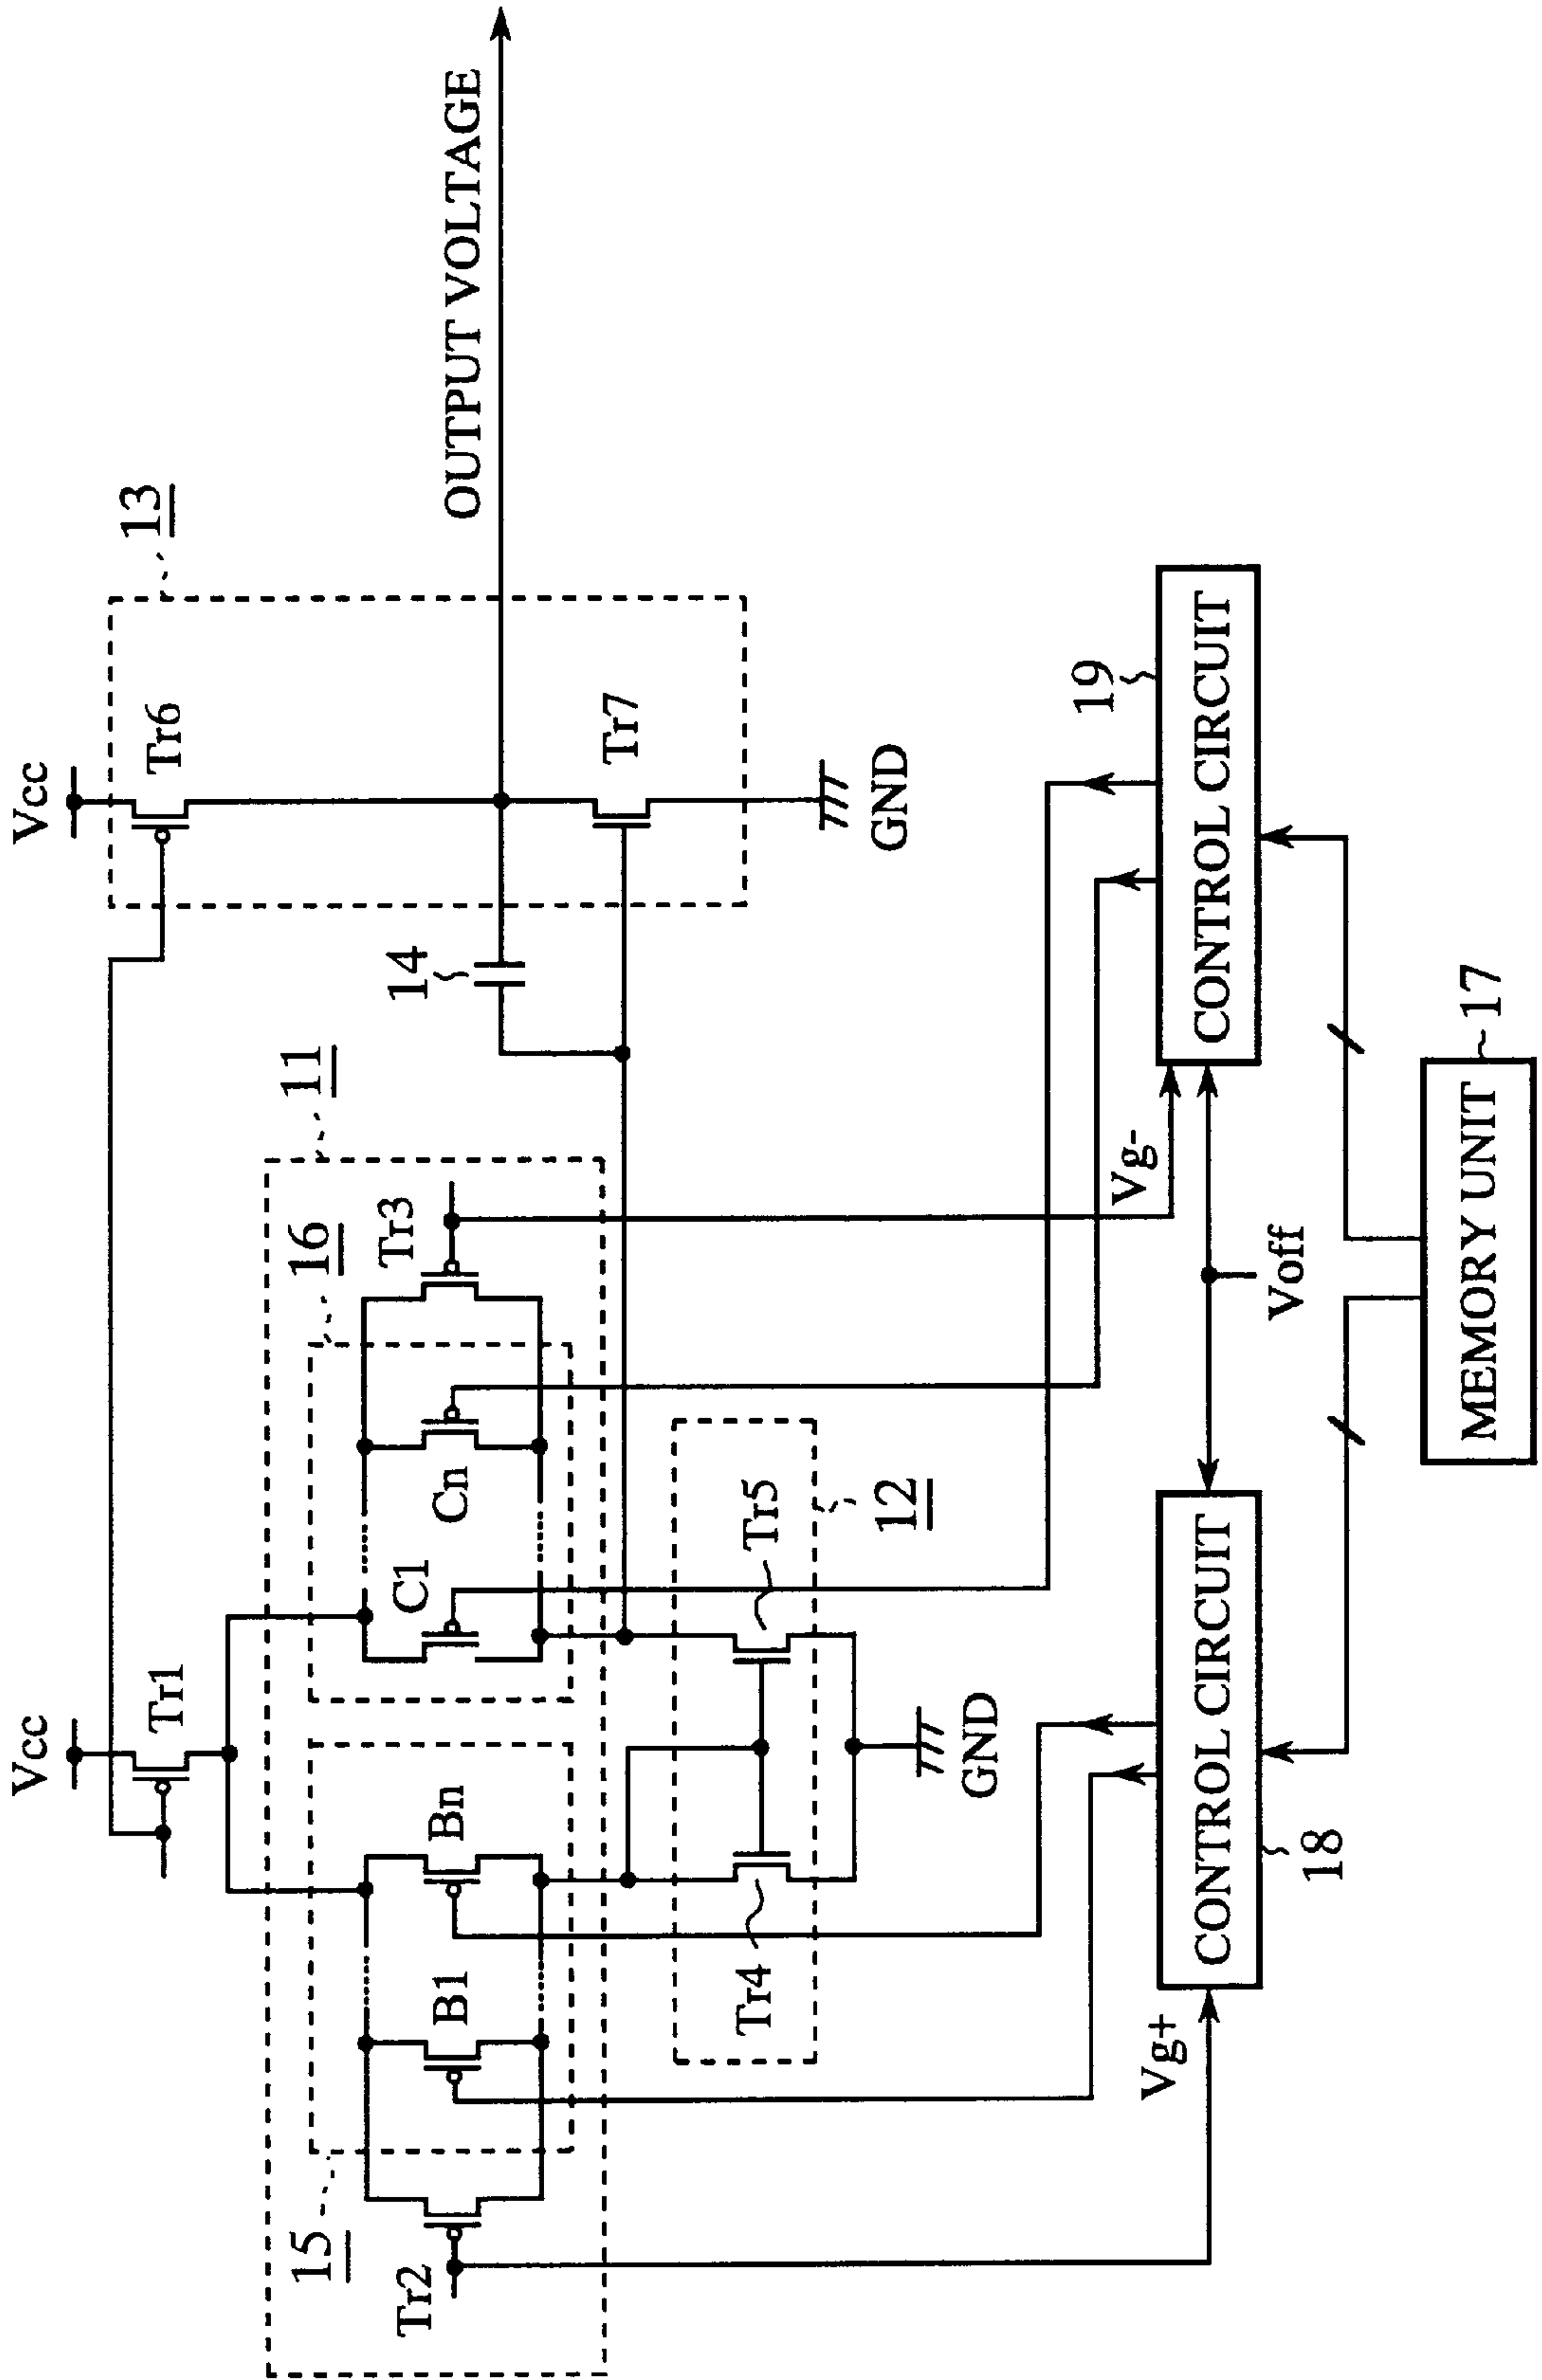 Vcc
Vcc
Tr1
Tr6
13
11
16
15
Tr2
B1
Bn
C1
Cn
Tr3
14
OUTPUT VOLTAGE
Tr7
Tr4
Tr5
12
GND
GND
Vg+
Vg-
19
CONTROL CIRCUIT
CONTROL CIRCUIT
18
Voff
MEMORY UNIT
17